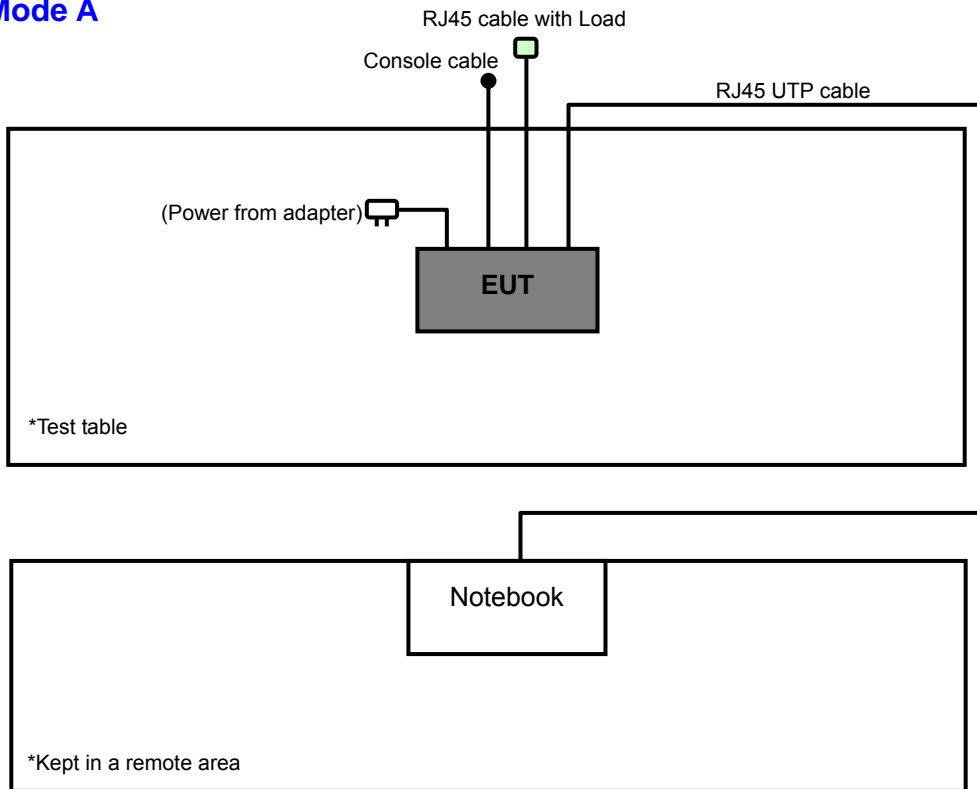 Mode A
RJ45 cable with Load
Console cable
RJ45 UTP cable
(Power from adapter)
EUT
*Test table
Notebook
*Kept in a remote area